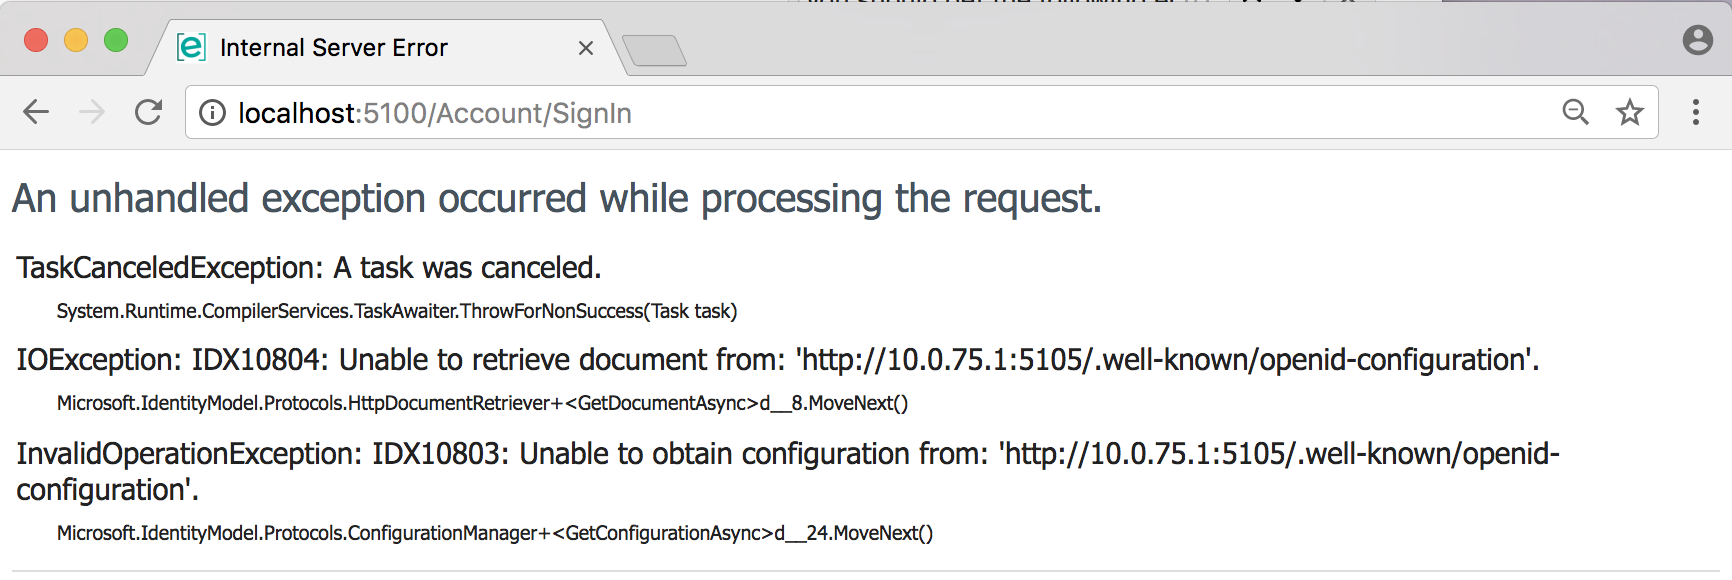 Internal Server Error
localhost:5100/Account/SignIn
An unhandled exception occurred while processing the request.
TaskCanceledException: A task was canceled.
System.Runtime.CompilerServices.TaskAwaiter.ThrowForNonSuccess(Task task)
IOException: IDX10804: Unable to retrieve document from: 'http://10.0.75.1:5105/.well-known/openid-configuration'.
Microsoft.IdentityModel.Protocols.HttpDocumentRetriever+<GetDocumentAsync>d__8.MoveNext()
InvalidOperationException: IDX10803: Unable to obtain configuration from: 'http://10.0.75.1:5105/.well-known/openid-
configuration'.
Microsoft.IdentityModel.Protocols.ConfigurationManager+<GetConfigurationAsync>d__24.MoveNext()